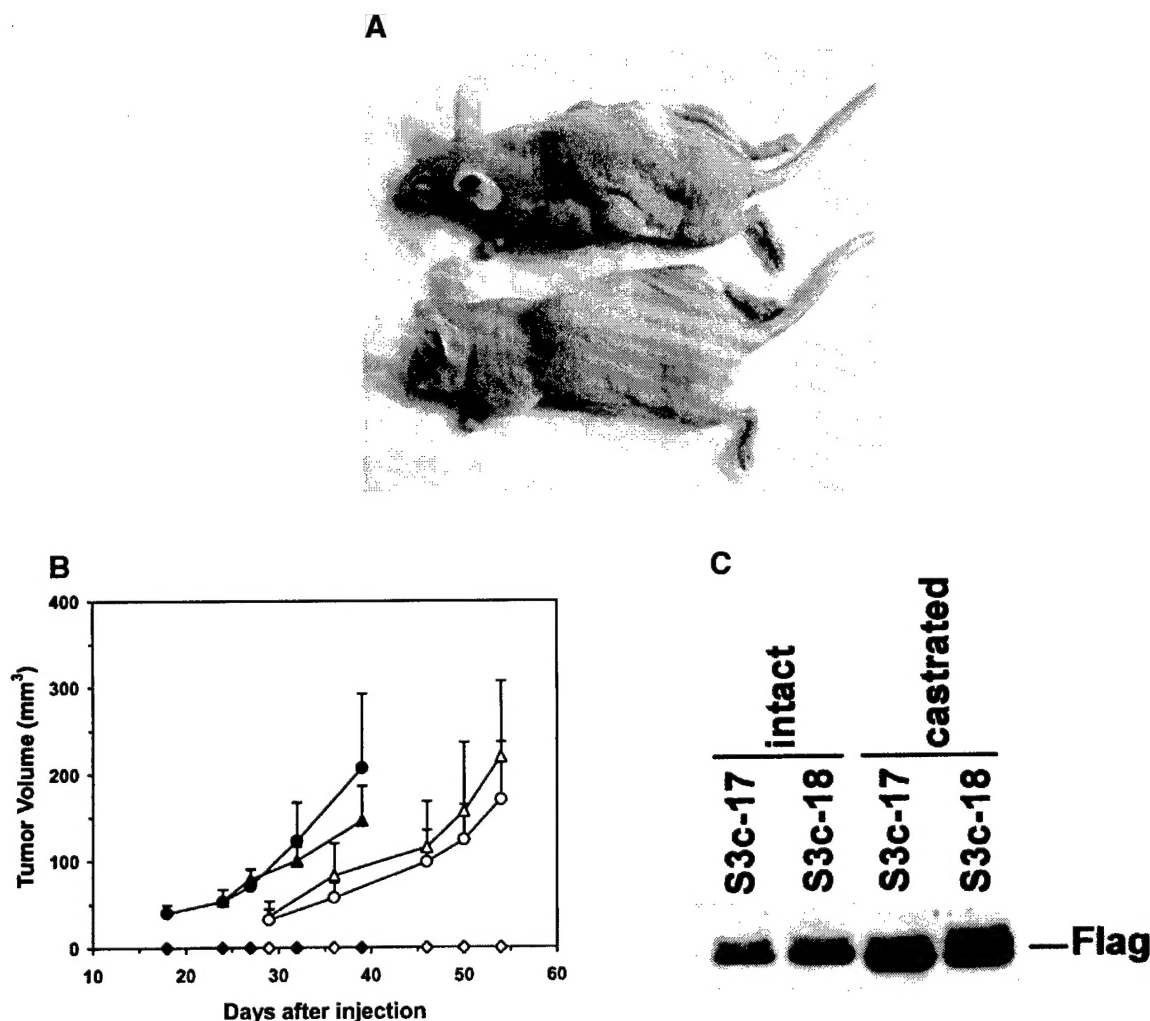 A
B
400
300
200
100
0
Tumor Volume (mm³)
10 20 30 40 50 60
Days after injection
C
intact castrated
S3c-17 S3c-18 S3c-17 S3c-18
Flag